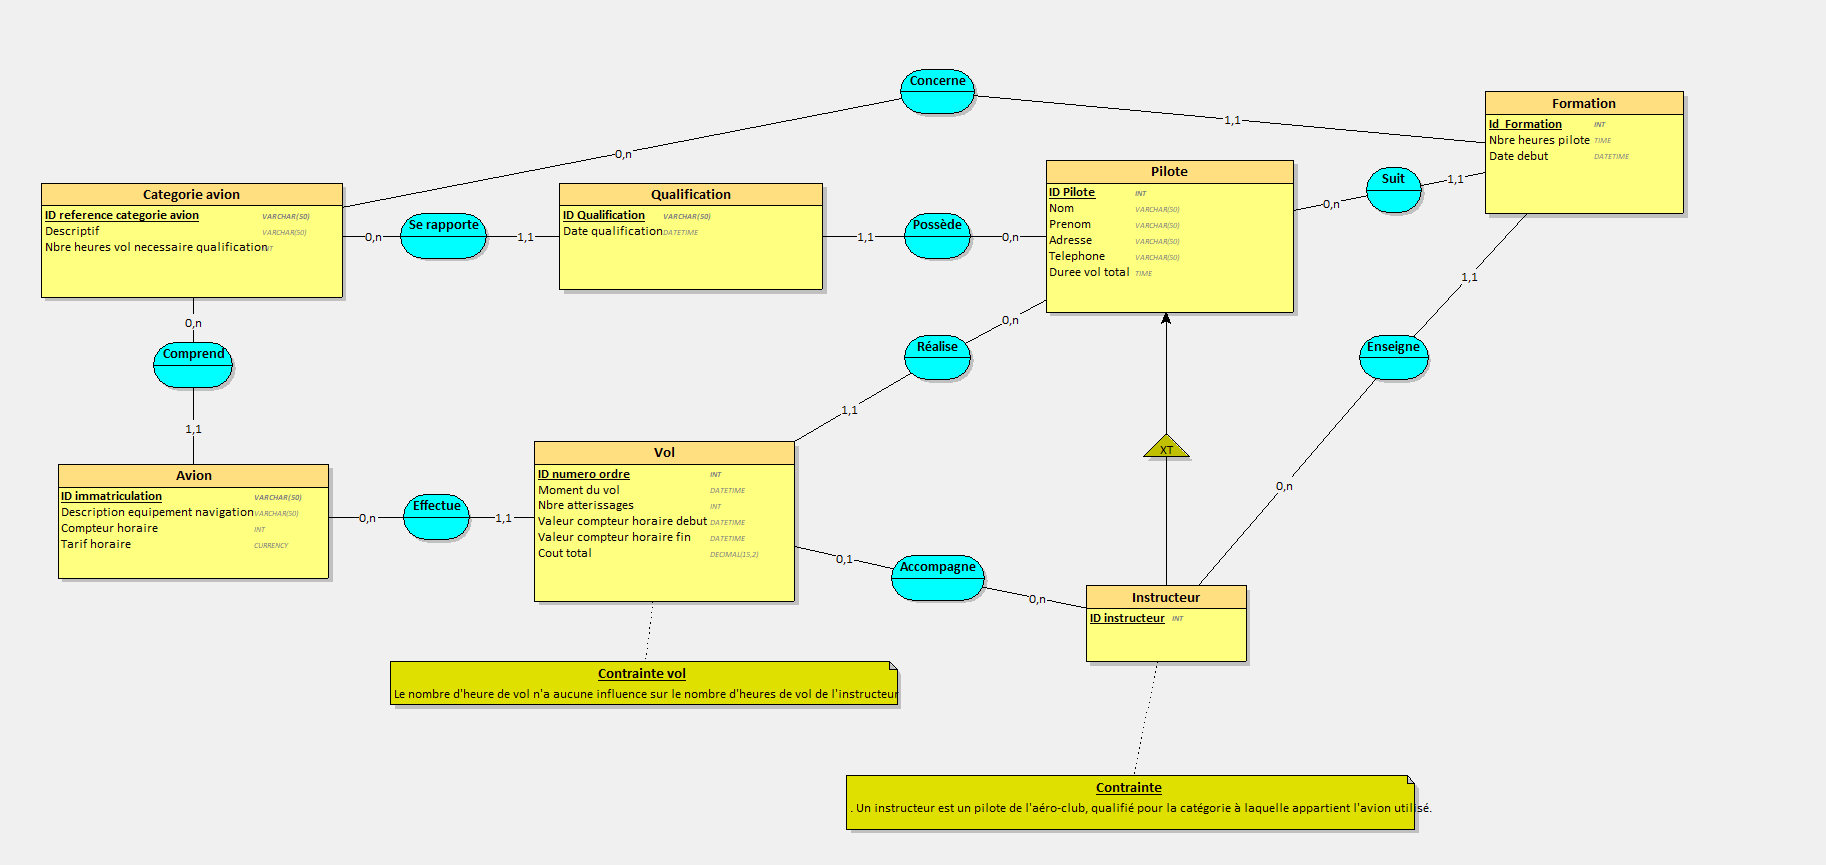 Concerne
0,n
1,1
Formation
Id Formation INT
Nbre heures pilote TIME
Date debut DATETIME
Categorie avion
ID reference categorie avion VARCHAR(50)
Descriptif VARCHAR(50)
Nbre heures vol necessaire qualification
0,n
Se rapporte
1,1
Qualification
ID Qualification VARCHAR(50)
Date qualification DATETIME
1,1
Possède
0,n
Pilote
ID Pilote INT
Nom VARCHAR(50)
Prenom VARCHAR(50)
Adresse VARCHAR(50)
Telephone VARCHAR(50)
Duree vol total TIME
0,n
Suit
1,1
0,n
Comprend
1,1
0,n
Réalise
1,1
1,1
Enseigne
0,n
XT
Avion
ID immatriculation VARCHAR(50)
Description equipement navigation VARCHAR(50)
Compteur horaire INT
Tarif horaire CURRENCY
0,n
Effectue
1,1
Vol
ID numero ordre INT
Moment du vol DATETIME
Nbre atterissages INT
Valeur compteur horaire debut DATETIME
Valeur compteur horaire fin DATETIME
Cout total DECIMAL(15,2)
0,1
Accompagne
0,n
Instructeur
ID instructeur INT
Contrainte vol
Le nombre d'heure de vol n'a aucune influence sur le nombre d'heures de vol de l'instructeur
Contrainte
. Un instructeur est un pilote de l'aéro-club, qualifié pour la catégorie à laquelle appartient l'avion utilisé.